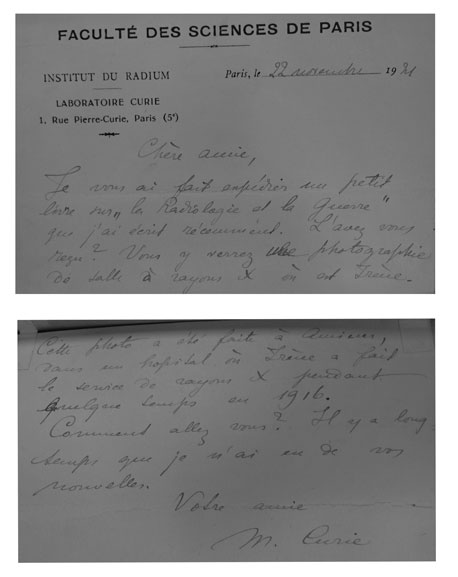 FACULTÉ DES SCIENCES DE PARIS
INSTITUT DU RADIUM
Paris, le 22 novembre 1921
LABORATOIRE CURIE
1, Rue Pierre-Curie, Paris (5e)
Chère amie,
Je vous ai fait expédier un petit
livre sur „la Radiologie et la Guerre"
que j'ai écrit récemment. L'avez vous
reçu? Vous y verrez une photographie
de salle à rayons X où est Irène.
Cette photo a été faite à Amiens,
dans un hopital où Irène a fait
le service de rayons X pendant
quelque temps en 1916.
Comment allez vous? Il y a long
temps que je n'ai eu de vos
nouvelles.
Votre amie
M. Curie